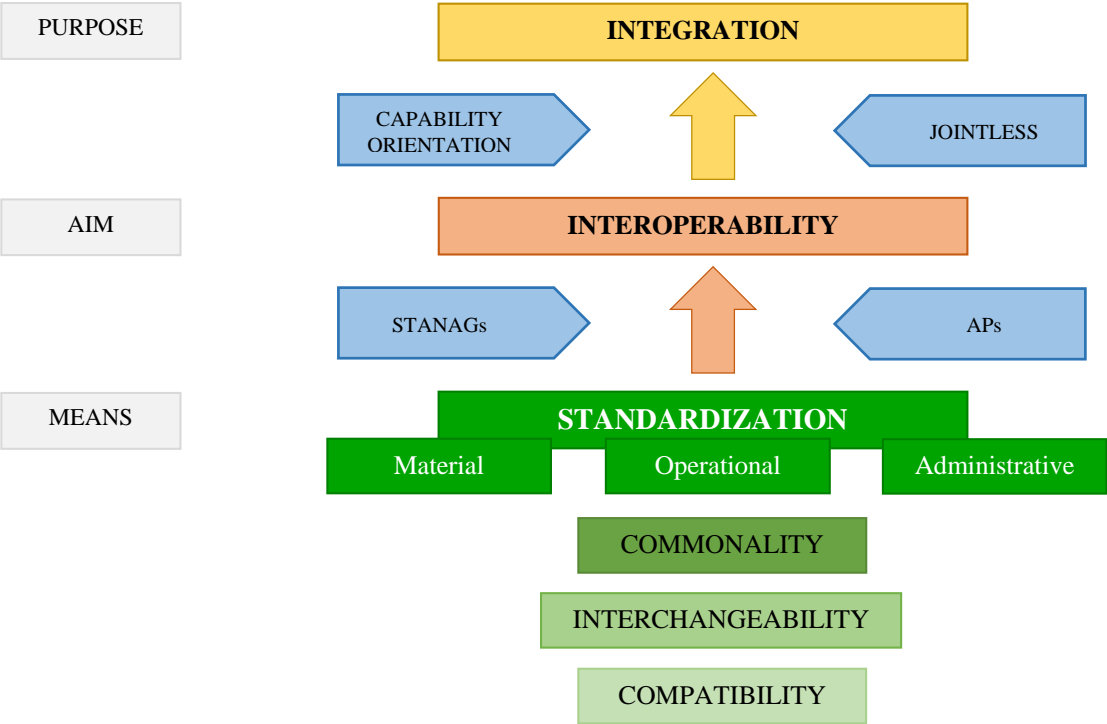 PURPOSE
INTEGRATION
CAPABILITY
ORIENTATION
JOINTLESS
AIM
INTEROPERABILITY
STANAGs
APs
MEANS
STANDARDIZATION
Material
Operational
Administrative
COMMONALITY
INTERCHANGEABILITY
COMPATIBILITY